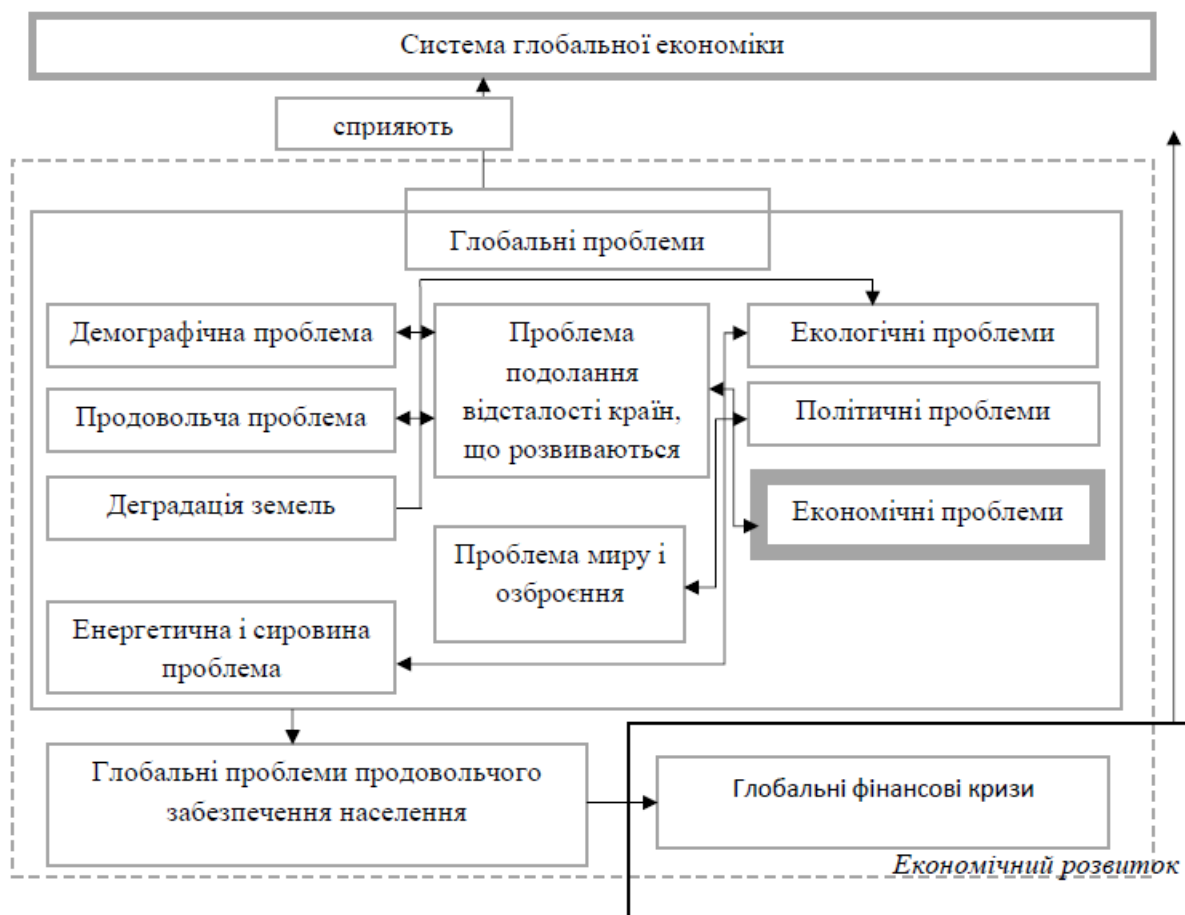 Система глобальної економіки
сприяють
Глобальні проблеми
Демографічна проблема
Продовольча проблема
Деградація земель
Енергетична і сировина
проблема
Проблема
подолання
відсталості країн,
що розвиваються
Проблема миру і
озброєння
Екологічні проблеми
Політичні проблеми
Економічні проблеми
Глобальні проблеми продовольчого
забезпечення населення
Глобальні фінансові кризи
Економічний розвиток